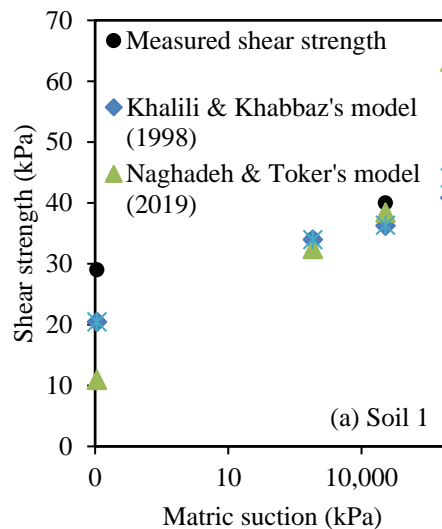 70
60
50
40
30
20
10
0
Shear strength (kPa)
Measured shear strength
Khalili & Khabbaz's model
(1998)
Naghadeh & Toker's model
(2019)
(a) Soil 1
0
10
10,000
Matric suction (kPa)